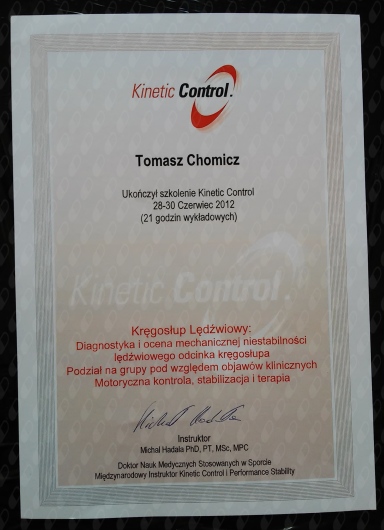 Kinetic Control.
Tomasz Chomicz
Ukończył szkolenie Kinetic Control
28-30 Czerwiec 2012
(21 godzin wykładowych)
Kinetic Control.
Kręgosłup Lędźwiowy:
Diagnostyka i ocena mechanicznej niestabilności
lędźwiowego odcinka kręgosłupa
Podział na grupy pod względem objawów klinicznych
Motoryczna kontrola, stabilizacja i terapia
Instruktor
Michal Hadala PhD, PT, MSc, MPC
Doktor Nauk Medycznych Stosowanych w Sporcie
Międzynarodowy Instruktor Kinetic Control i Performance Stability